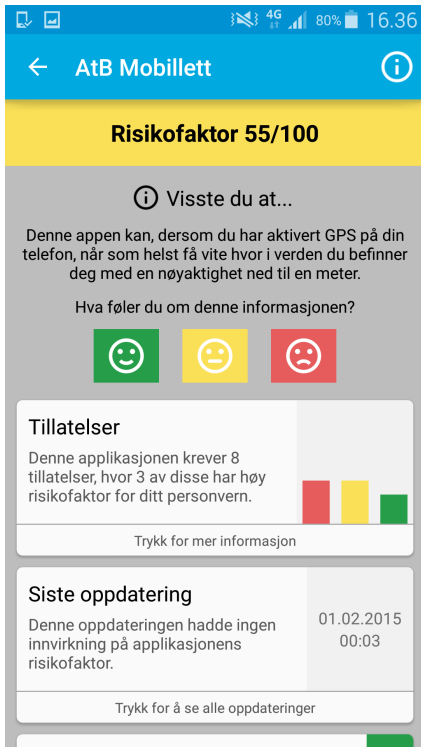 4G 80% 16.36
AtB Mobillett
Risikofaktor 55/100
Visste du at...
Denne appen kan, dersom du har aktivert GPS på din
telefon, når som helst få vite hvor i verden du befinner
deg med en nøyaktighet ned til en meter.
Hva føler du om denne informasjonen?
Tillatelser
Denne applikasjonen krever 8
tillatelser, hvor 3 av disse har høy
risikofaktor for ditt personvern.
Trykk for mer informasjon
Siste oppdatering
Denne oppdateringen hadde ingen
innvirkning på applikasjonens
risikofaktor.
01.02.2015
00:03
Trykk for å se alle oppdateringer